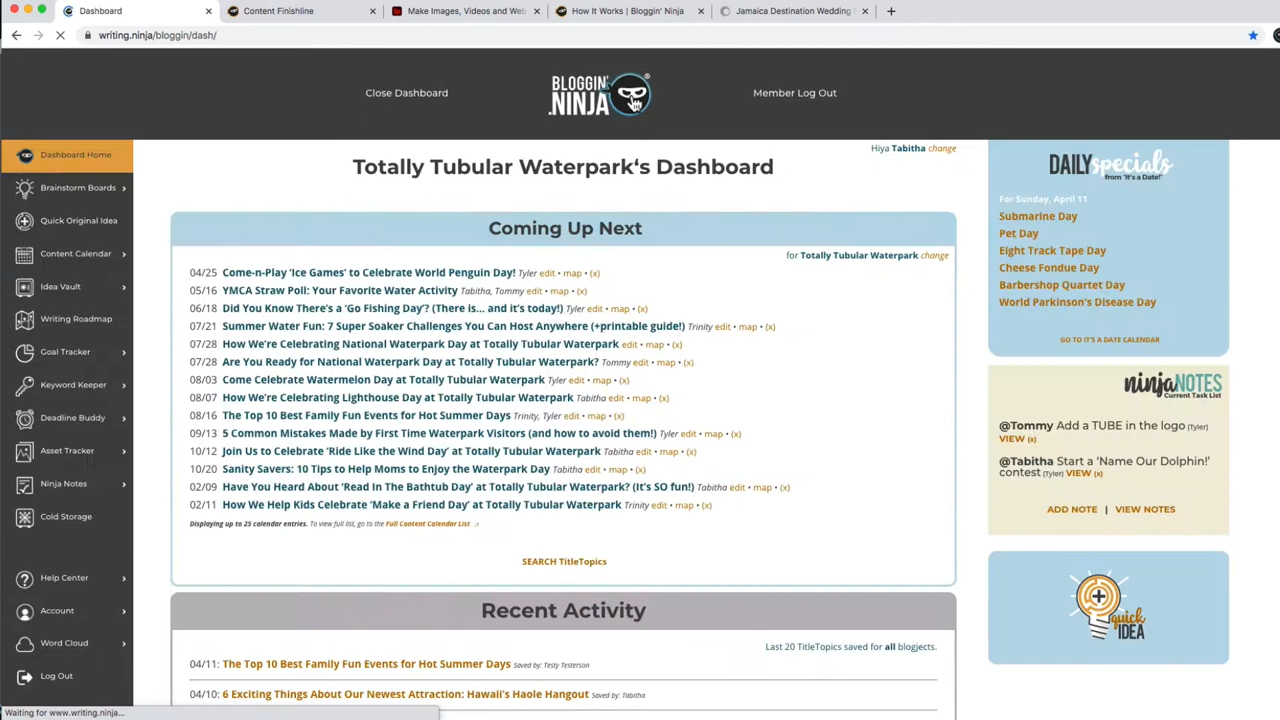 Dashboard
Content Finishline
Make Images, Videos and Web
How It Works | Bloggin' Ninja
Jamaica Destination Wedding
writing.ninja/bloggin/dash/
Close Dashboard
BLOGGIN'
.NINJA
Member Log Out
Dashboard Home
Brainstorm Boards
Quick Original Idea
Content Calendar
Idea Vault
Writing Roadmap
Goal Tracker
Keyword Keeper
Deadline Buddy
Asset Tracker
Ninja Notes
Cold Storage
Help Center
Account
Word Cloud
Log Out
Hiya Tabitha change
Totally Tubular Waterpark‘s Dashboard
Coming Up Next
for Totally Tubular Waterpark change
04/25 Come-n-Play ‘Ice Games’ to Celebrate World Penguin Day! Tyler edit • map • (x)
05/16 YMCA Straw Poll: Your Favorite Water Activity Tabitha, Tommy edit • map • (x)
06/18 Did You Know There’s a ‘Go Fishing Day’? (There is... and it’s today!) Tyler edit • map • (x)
07/21 Summer Water Fun: 7 Super Soaker Challenges You Can Host Anywhere (+printable guide!) Trinity edit • map • (x)
07/28 How We’re Celebrating National Waterpark Day at Totally Tubular Waterpark edit • map • (x)
07/28 Are You Ready for National Waterpark Day at Totally Tubular Waterpark? Tommy edit • map • (x)
08/03 Come Celebrate Watermelon Day at Totally Tubular Waterpark Tyler edit • map • (x)
08/07 How We’re Celebrating Lighthouse Day at Totally Tubular Waterpark Tabitha edit • map • (x)
08/16 The Top 10 Best Family Fun Events for Hot Summer Days Trinity, Tyler edit • map • (x)
09/13 5 Common Mistakes Made by First Time Waterpark Visitors (and how to avoid them!) Tyler edit • map • (x)
10/12 Join Us to Celebrate ‘Ride Like the Wind Day’ at Totally Tubular Waterpark Tabitha edit • map • (x)
10/20 Sanity Savers: 10 Tips to Help Moms to Enjoy the Waterpark Day Tabitha edit • map • (x)
02/09 Have You Heard About ‘Read In The Bathtub Day’ at Totally Tubular Waterpark? (It’s SO fun!) Tabitha edit • map • (x)
02/11 How We Help Kids Celebrate ‘Make a Friend Day’ at Totally Tubular Waterpark Trinity edit • map • (x)
Displaying up to 25 calendar entries. To view full list, go to the Full Content Calendar List
SEARCH TitleTopics
Recent Activity
Last 20 TitleTopics saved for all blogjects.
04/11: The Top 10 Best Family Fun Events for Hot Summer Days Saved by: Testy Testerson
04/10: 6 Exciting Things About Our Newest Attraction: Hawaii’s Haole Hangout Saved by: Tabitha
DAILY specials
from "It's a Date!"
For Sunday, April 11
Submarine Day
Pet Day
Eight Track Tape Day
Cheese Fondue Day
Barbershop Quartet Day
World Parkinson's Disease Day
GO TO IT'S A DATE CALENDAR
ninjaNOTES
Current Task List
@Tommy Add a TUBE in the logo (Tyler)
VIEW (x)
@Tabitha Start a ‘Name Our Dolphin!’
contest (Tyler) VIEW (x)
ADD NOTE | VIEW NOTES
quick
IDEA
Waiting for www.writing.ninja...